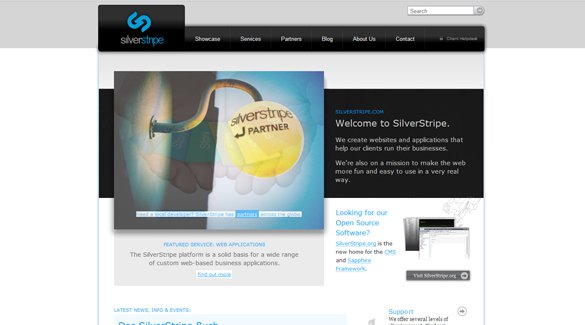 Search
silverstripe
Showcase Services Partners Blog About Us Contact Client Helpdesk
silverstripe
PARTNER
Need a local developer? SilverStripe has partners across the globe
SILVERSTRIPE.COM
Welcome to SilverStripe.
We create websites and applications that
help our clients run their businesses.
We're also on a mission to make the web
more fun and easy to use in a very real
way.
FEATURED SERVICE: WEB APPLICATIONS
The SilverStripe platform is a solid basis for a wide range
of custom web-based business applications.
find out more
Looking for our
Open Source
Software?
SilverStripe.org is the
new home for the CMS
and Sapphire
Framework.
Visit SilverStripe.org
LATEST NEWS, INFO & EVENTS:
Support
We offer several levels of